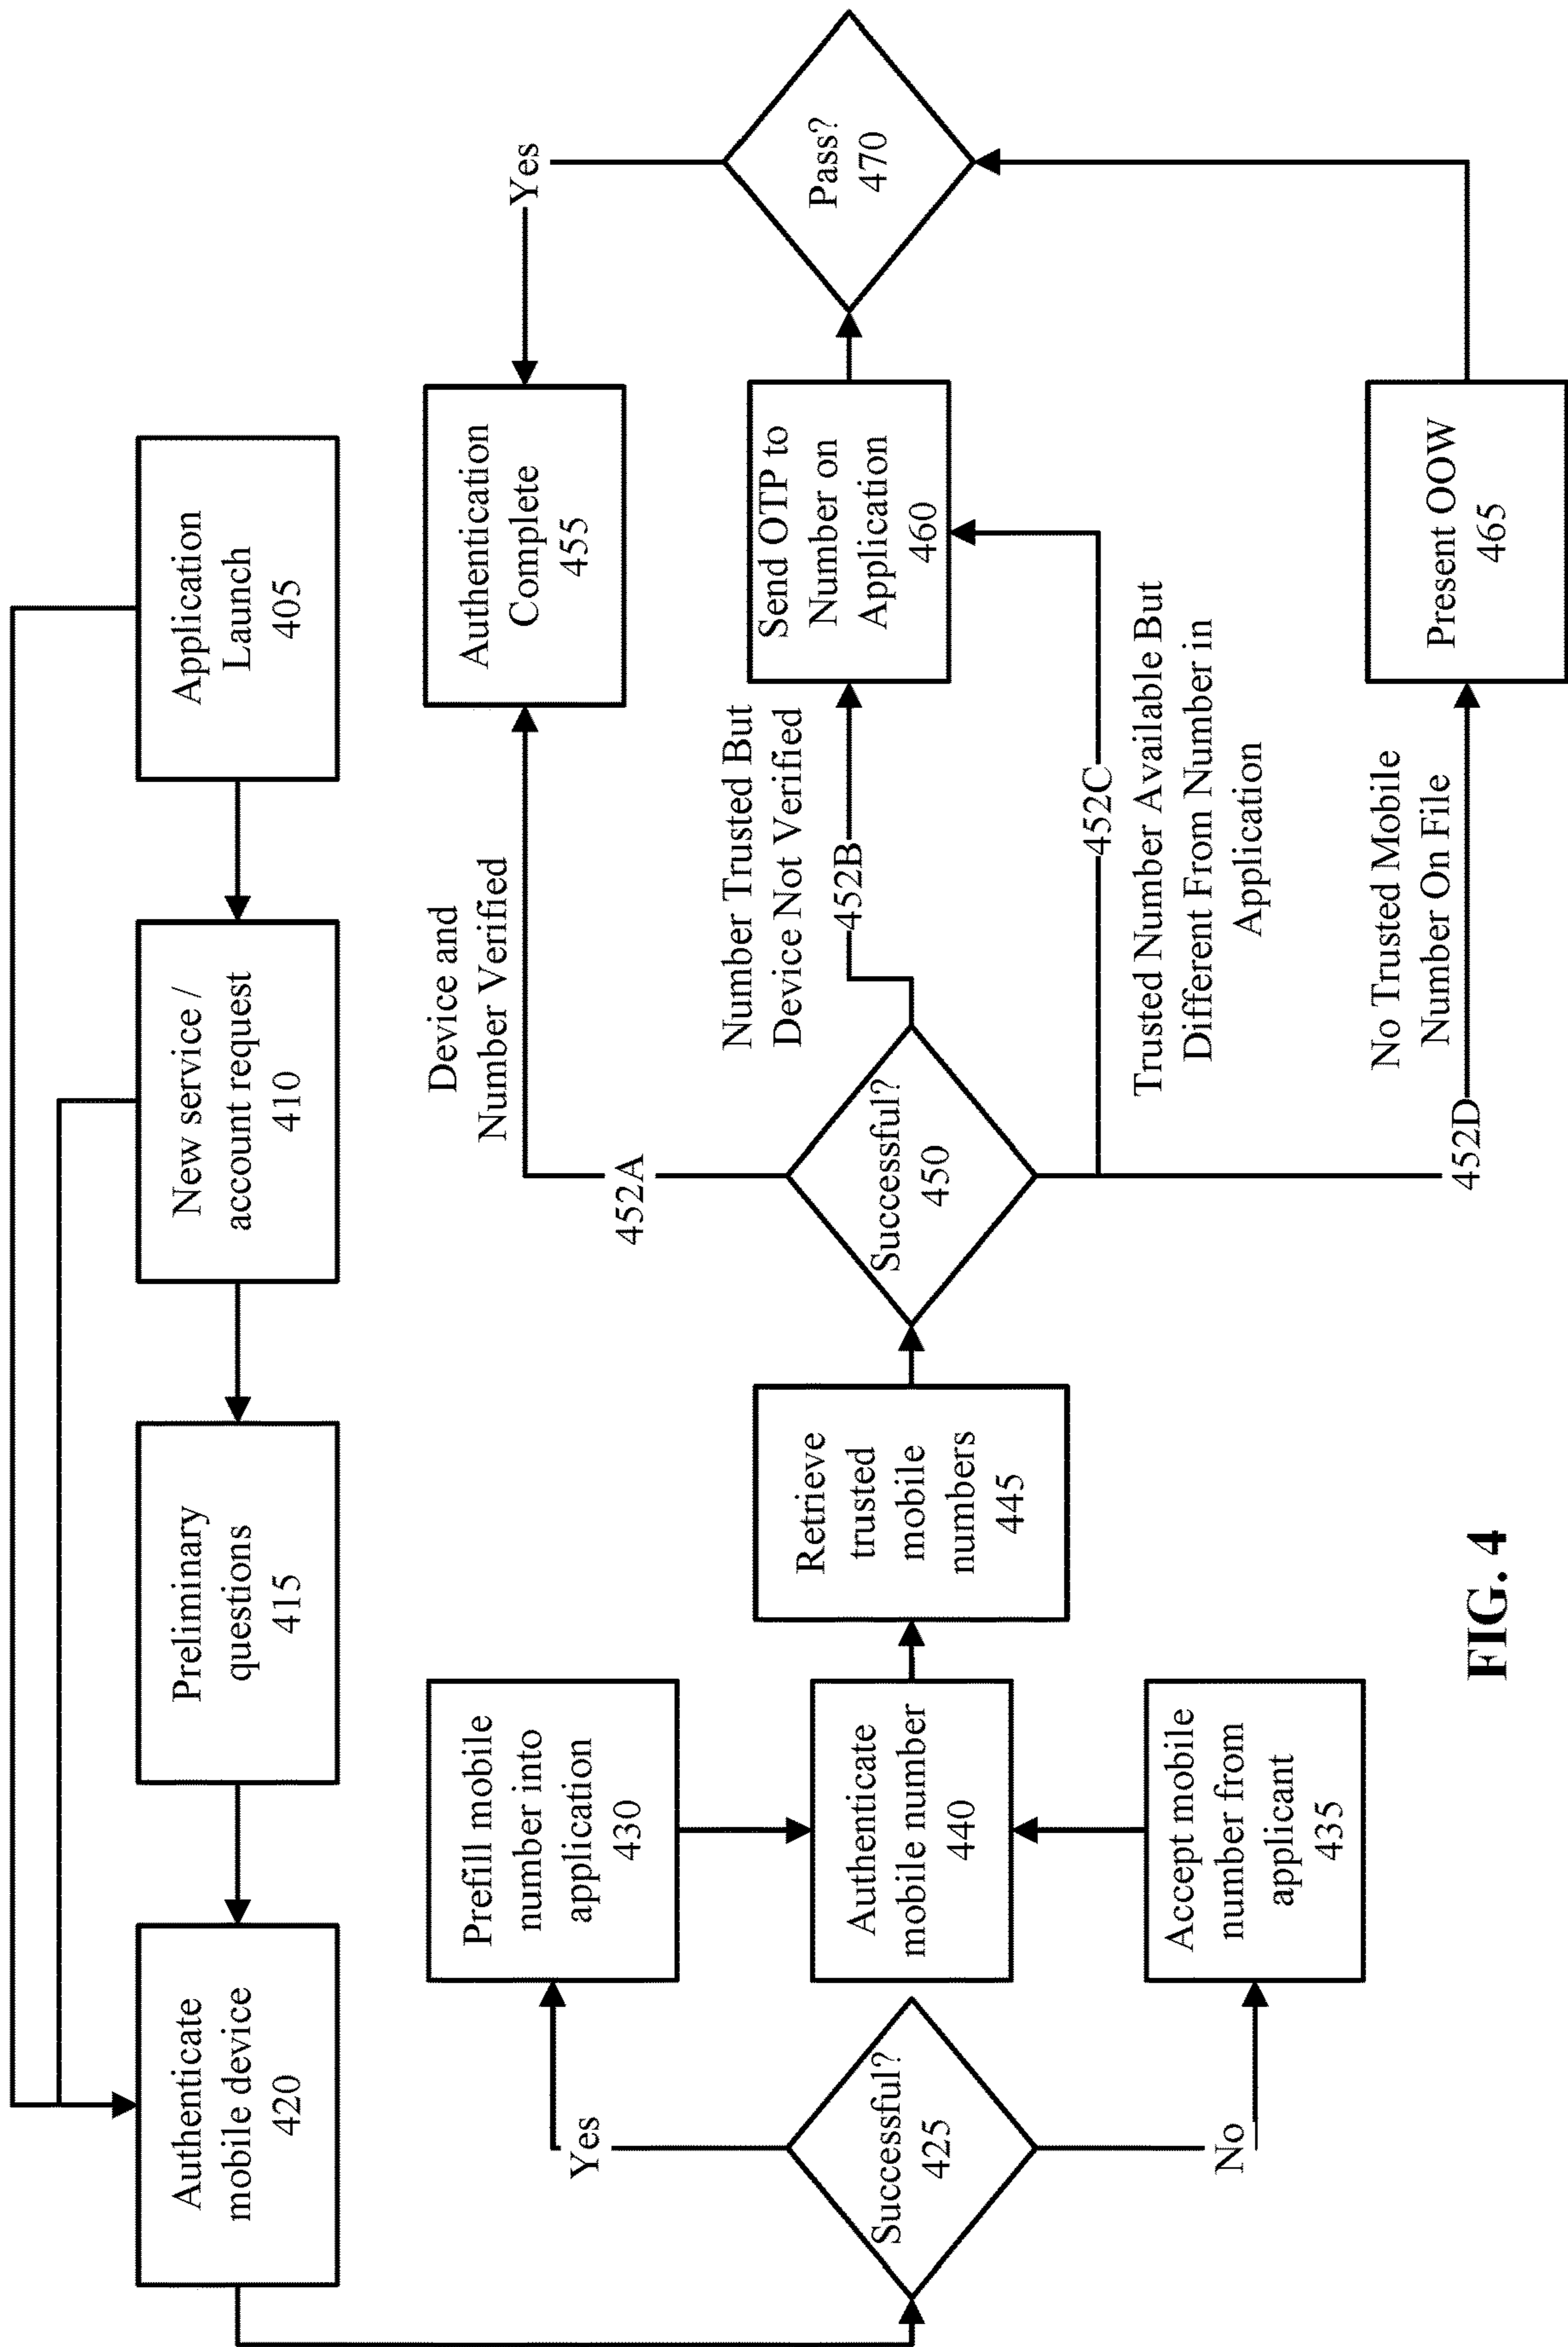 Authenticate
mobile device
420
Preliminary
questions
415
New service /
account request
410
Application
Launch
405
Yes
Successful?
425
No
Prefill mobile
number into
application
430
Authenticate
mobile number
440
Accept mobile
number from
applicant
435
Retrieve
trusted
mobile
numbers
445
Successful?
450
452A
Device and
Number Verified
Number Trusted But
Device Not Verified
452B
452C
Trusted Number Available But
Different From Number in
Application
452D
No Trusted Mobile
Number On File
Authentication
Complete
455
Send OTP to
Number on
Application
460
Present OOW
465
Yes
Pass?
470
FIG. 4